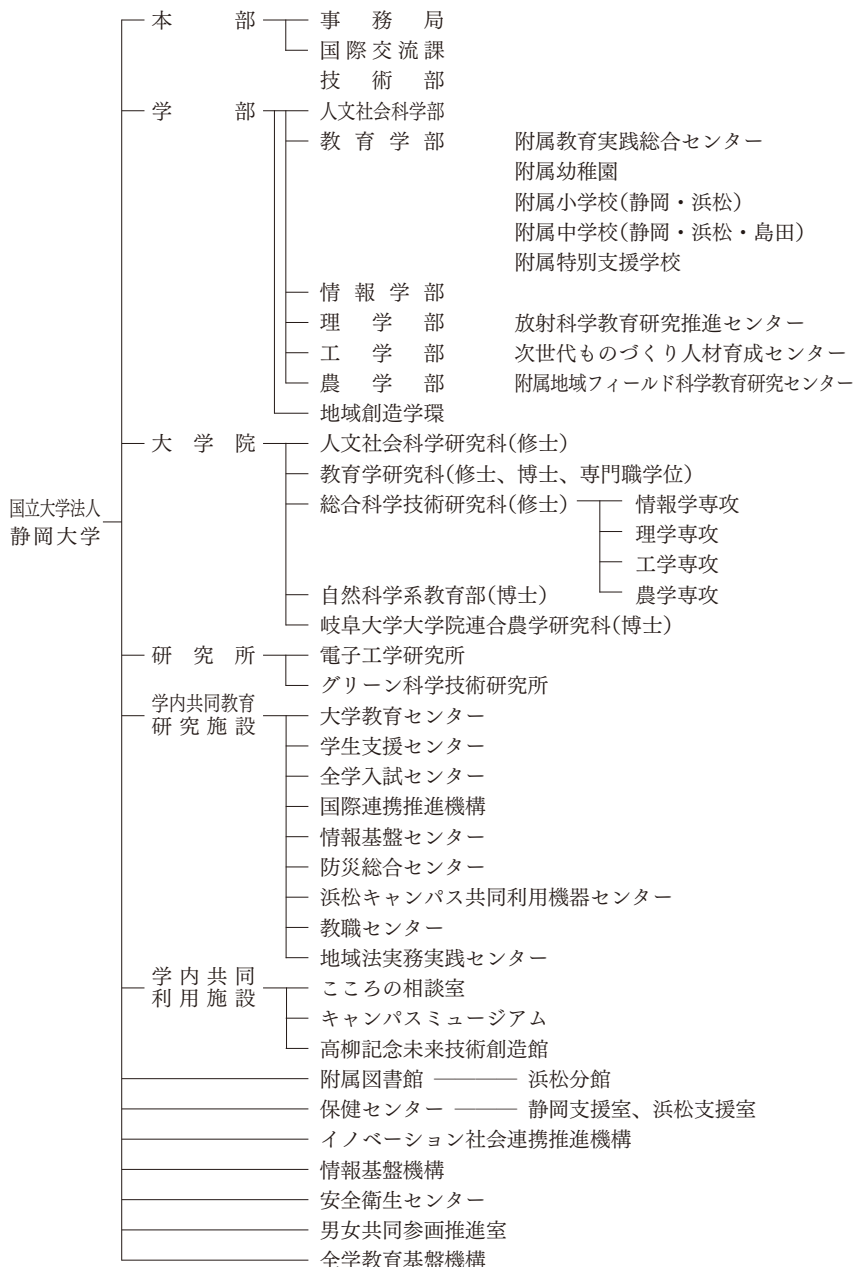 本部 事務局
国際交流課
技術部
学部 人文社会科学部
教育学部 附属教育実践総合センター
附属幼稚園
附属小学校(静岡・浜松)
附属中学校(静岡・浜松・島田)
附属特別支援学校
情報学部
理学部 放射科学教育研究推進センター
工学部 次世代ものづくり人材育成センター
農学部 附属地域フィールド科学教育研究センター
地域創造学環
大学院 人文社会科学研究科(修士)
教育学研究科(修士、博士、専門職学位)
国立大学法人
静岡大学
総合科学技術研究科(修士) 情報学専攻
理学専攻
工学専攻
自然科学系教育部(博士) 農学専攻
岐阜大学大学院連合農学研究科(博士)
研究所 電子工学研究所
グリーン科学技術研究所
学内共同教育
研究施設
大学教育センター
学生支援センター
全学入試センター
国際連携推進機構
情報基盤センター
防災総合センター
浜松キャンパス共同利用機器センター
教職センター
地域法実務実践センター
学内共同
利用施設
こころの相談室
キャンパスミュージアム
高柳記念未来技術創造館
附属図書館 浜松分館
保健センター 静岡支援室、浜松支援室
イノベーション社会連携推進機構
情報基盤機構
安全衛生センター
男女共同参画推進室
全学教育基盤機構